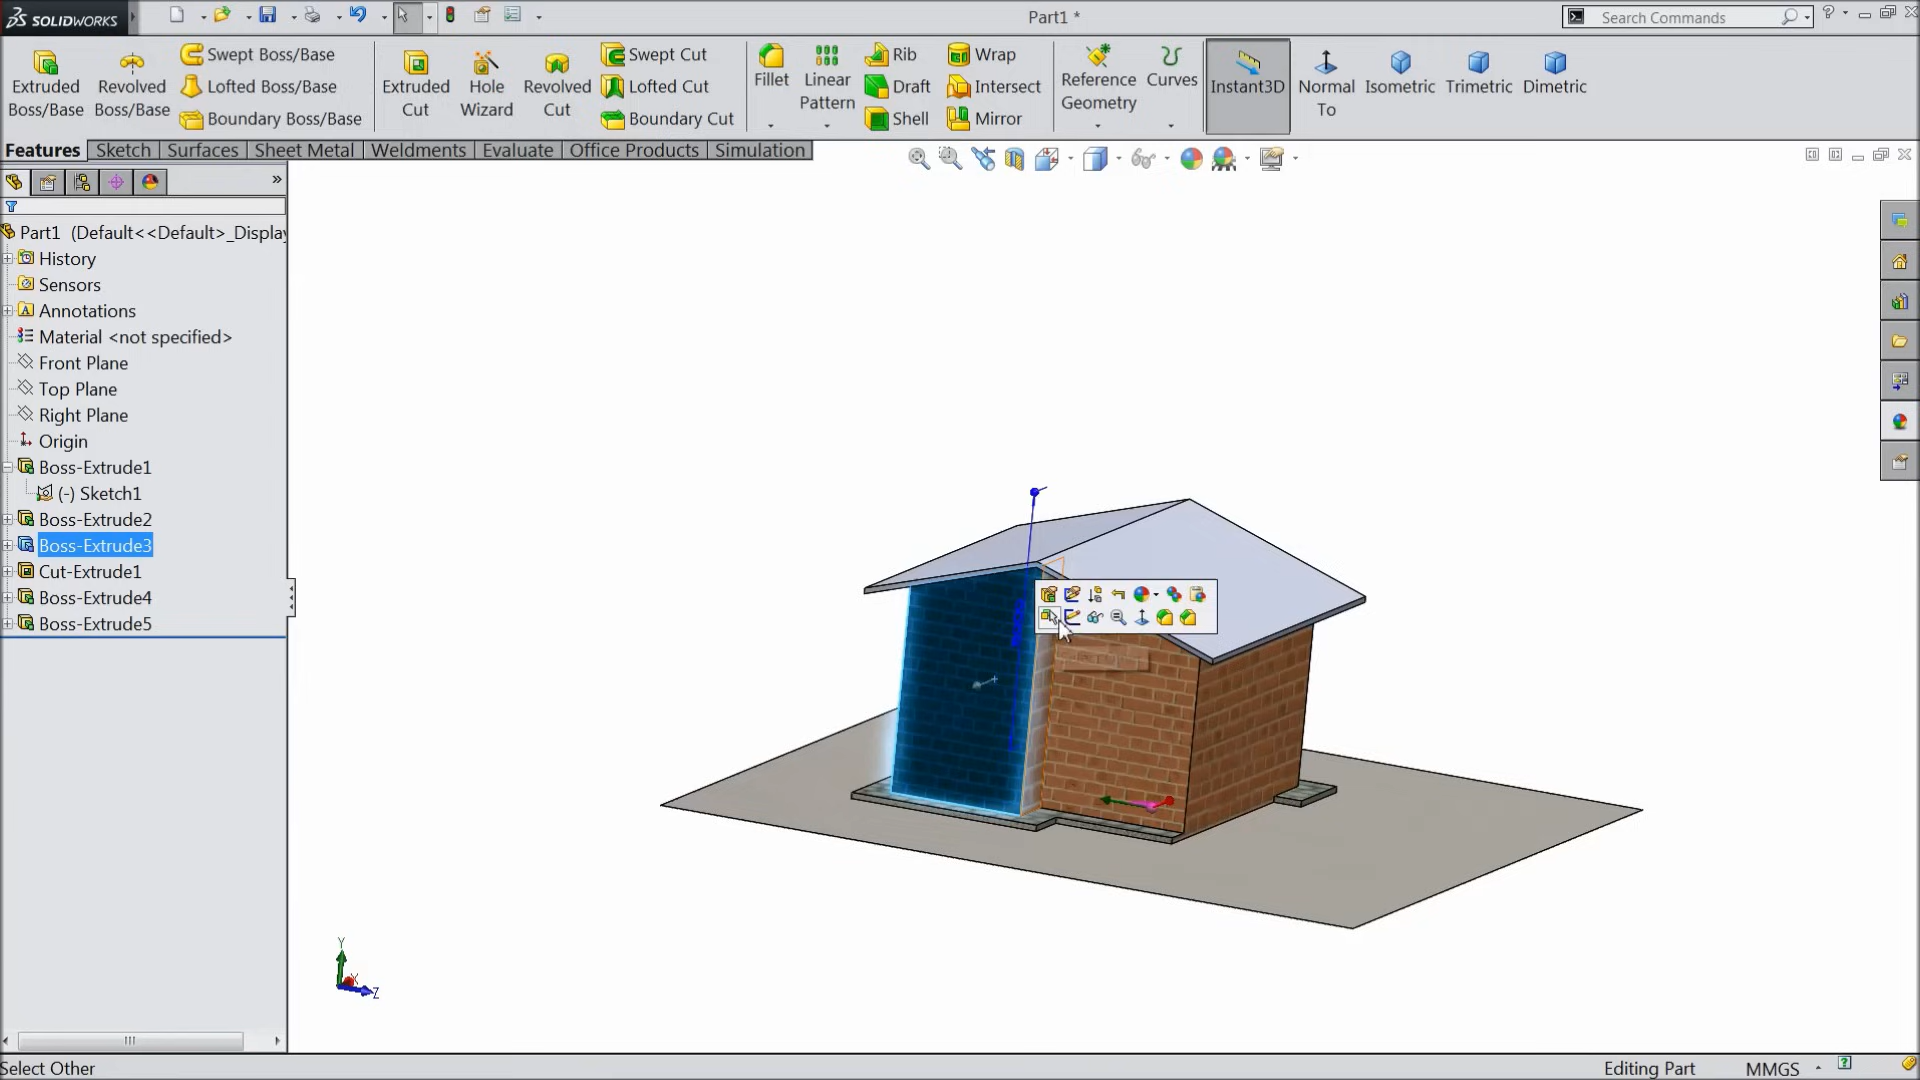 SOLIDWORKS
Part1 *
Search Commands
Extruded Boss/Base
Revolved Boss/Base
Swept Boss/Base
Lofted Boss/Base
Boundary Boss/Base
Extruded Cut
Hole Wizard
Revolved Cut
Swept Cut
Lofted Cut
Boundary Cut
Fillet
Linear Pattern
Rib
Draft
Shell
Wrap
Intersect
Mirror
Reference Geometry
Curves
Instant3D
Normal To
Isometric
Trimetric
Dimetric
Features
Sketch
Surfaces
Sheet Metal
Weldments
Evaluate
Office Products
Simulation
Part1 (Default<<Default>_Display
History
Sensors
Annotations
Material <not specified>
Front Plane
Top Plane
Right Plane
Origin
Boss-Extrude1
(-) Sketch1
Boss-Extrude2
Boss-Extrude3
Cut-Extrude1
Boss-Extrude4
Boss-Extrude5
Y
X
Z
Select Other
Editing Part
MMGS